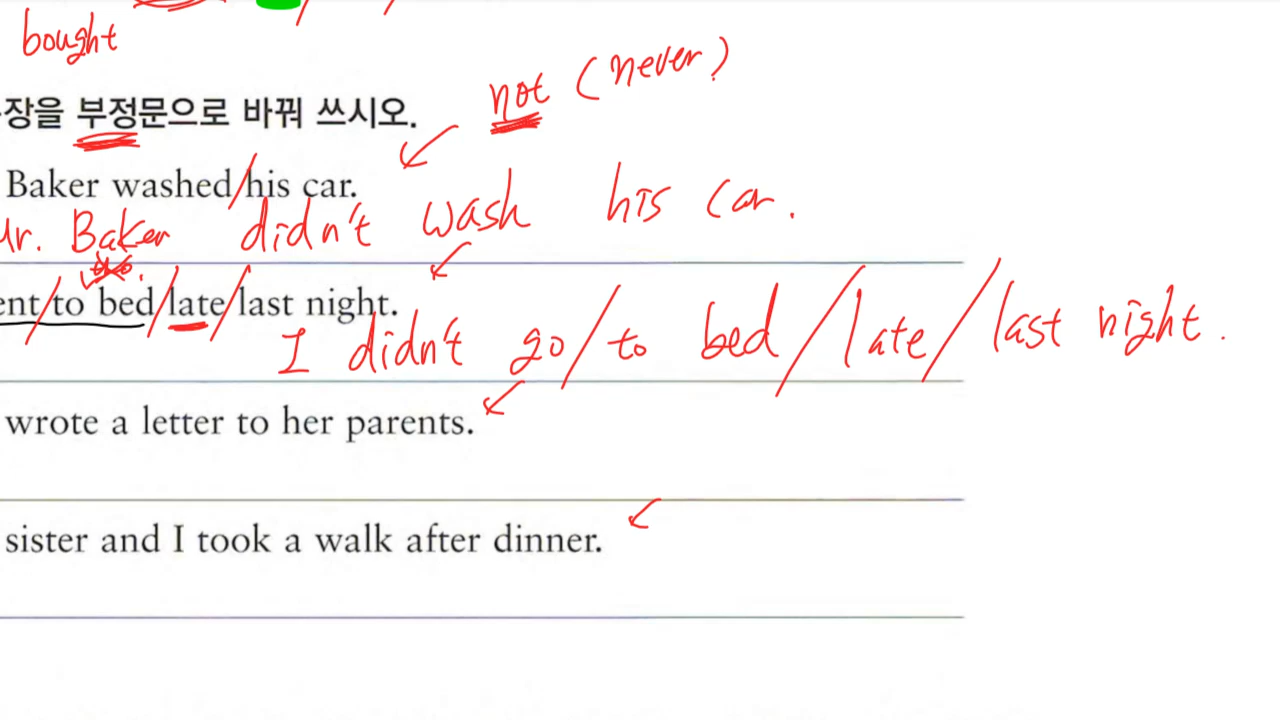 bought
not (never)
장을 부정문으로 바꿔 쓰시오.
Baker washed/his car.
Mr. Baker didn't wash his car.
ent/to bed/late/last night.
I didn't go/to bed/late/last night.
wrote a letter to her parents.
sister and I took a walk after dinner.